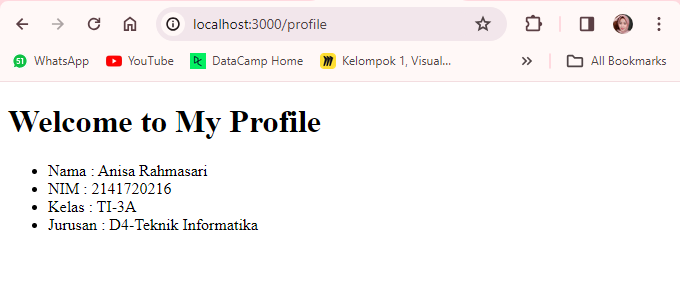 localhost:3000/profile
WhatsApp
YouTube
DataCamp Home
Kelompok 1, Visual...
All Bookmarks
Welcome to My Profile
Nama : Anisa Rahmasari
NIM : 2141720216
Kelas : TI-3A
Jurusan : D4-Teknik Informatika